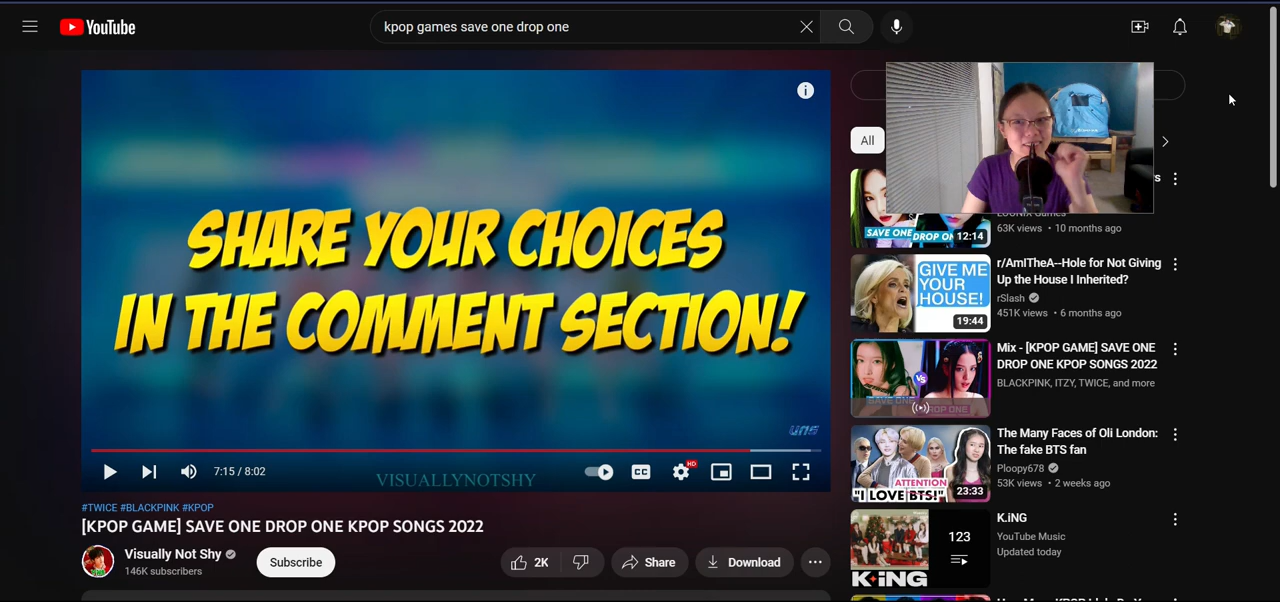 YouTube
kpop games save one drop one
SHARE YOUR CHOICES
IN THE COMMENT SECTION!
7:15 / 8:02
CC
HD
VISUALLYNOTSHY
#TWICE #BLACKPINK #KPOP
[KPOP GAME] SAVE ONE DROP ONE KPOP SONGS 2022
Visually Not Shy
146K subscribers
Subscribe
2K
Share
Download
All
SAVE ONE
12:14
63K views • 10 months ago
GIVE ME
YOUR
HOUSE!
19:44
r/AmITheA--Hole for Not Giving
Up the House I Inherited?
rSlash
451K views • 6 months ago
VS
Mix - [KPOP GAME] SAVE ONE
DROP ONE KPOP SONGS 2022
BLACKPINK, ITZY, TWICE, and more
ATTENTION
"I LOVE BTS!"
23:33
The Many Faces of Oli London:
The fake BTS fan
Ploopy678
53K views • 2 weeks ago
K:iNG
123
K.iNG
YouTube Music
Updated today